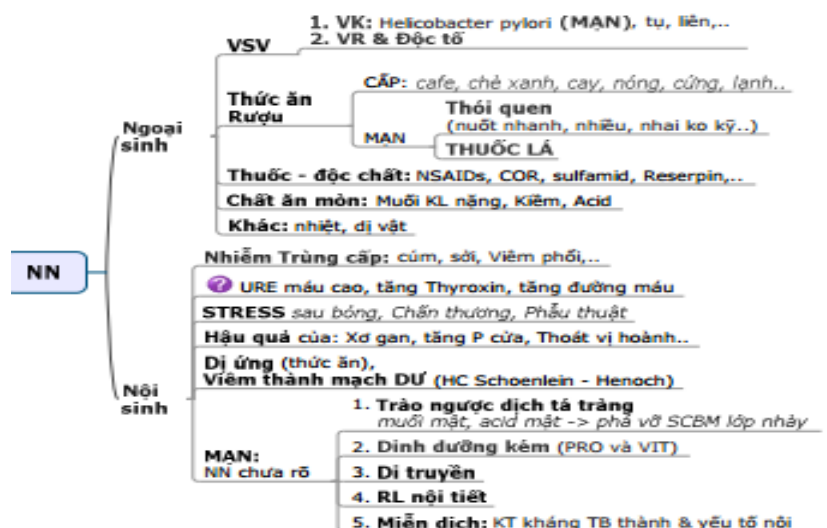 NN
Ngoại sinh
VSV
1. VK: Helicobacter pylori (MẠN), tụ, liên,..
2. VR & Độc tố
Thức ăn
Rượu
CẤP: cafe, chè xanh, cay, nóng, cứng, lạnh..
MẠN
Thói quen
(nuốt nhanh, nhiều, nhai ko kỹ..)
THUỐC LÁ
Thuốc - độc chất: NSAIDs, COR, sulfamid, Reserpin,..
Chất ăn mòn: Muối KL nặng, Kiềm, Acid
Khác: nhiệt, dị vật
Nội sinh
Nhiễm Trùng cấp: cúm, sởi, Viêm phổi,..
? URE máu cao, tăng Thyroxin, tăng đường máu
STRESS sau bỏng, Chấn thương, Phẫu thuật
Hậu quả của: Xơ gan, tăng P cửa, Thoát vị hoành..
Dị ứng (thức ăn),
Viêm thành mạch DƯ (HC Schoenlein - Henoch)
MẠN:
NN chưa rõ
1. Trào ngược dịch tá tràng
muối mật, acid mật -> phá vỡ SCBM lớp nhày
2. Dinh dưỡng kém (PRO và VIT)
3. Di truyền
4. RL nội tiết
5. Miễn dịch: KT kháng TB thành & yếu tố nội